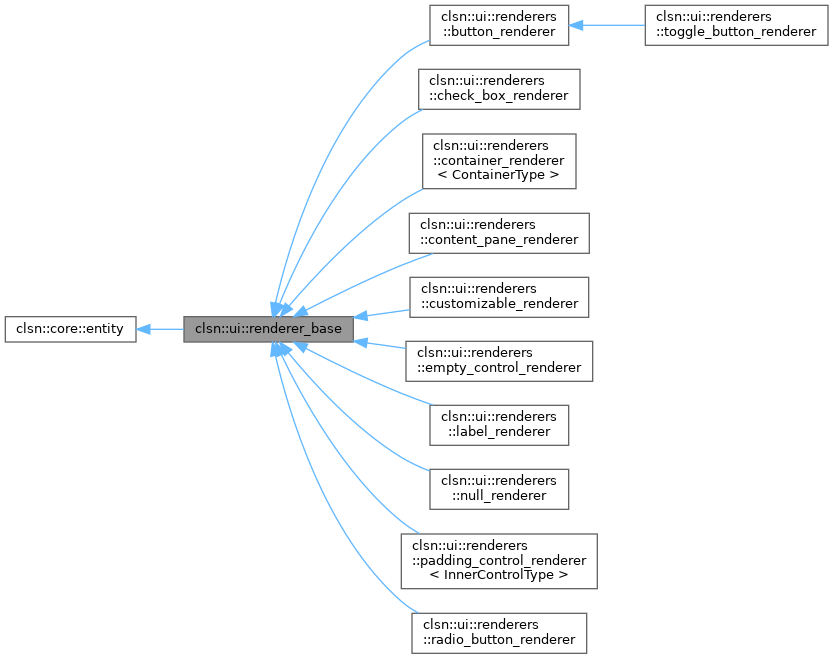 clsn::core::entity
clsn::ui::renderer_base
clsn::ui::renderers
::button_renderer
clsn::ui::renderers
::toggle_button_renderer
clsn::ui::renderers
::check_box_renderer
clsn::ui::renderers
::container_renderer
< ContainerType >
clsn::ui::renderers
::content_pane_renderer
clsn::ui::renderers
::customizable_renderer
clsn::ui::renderers
::empty_control_renderer
clsn::ui::renderers
::label_renderer
clsn::ui::renderers
::null_renderer
clsn::ui::renderers
::padding_control_renderer
< InnerControlType >
clsn::ui::renderers
::radio_button_renderer